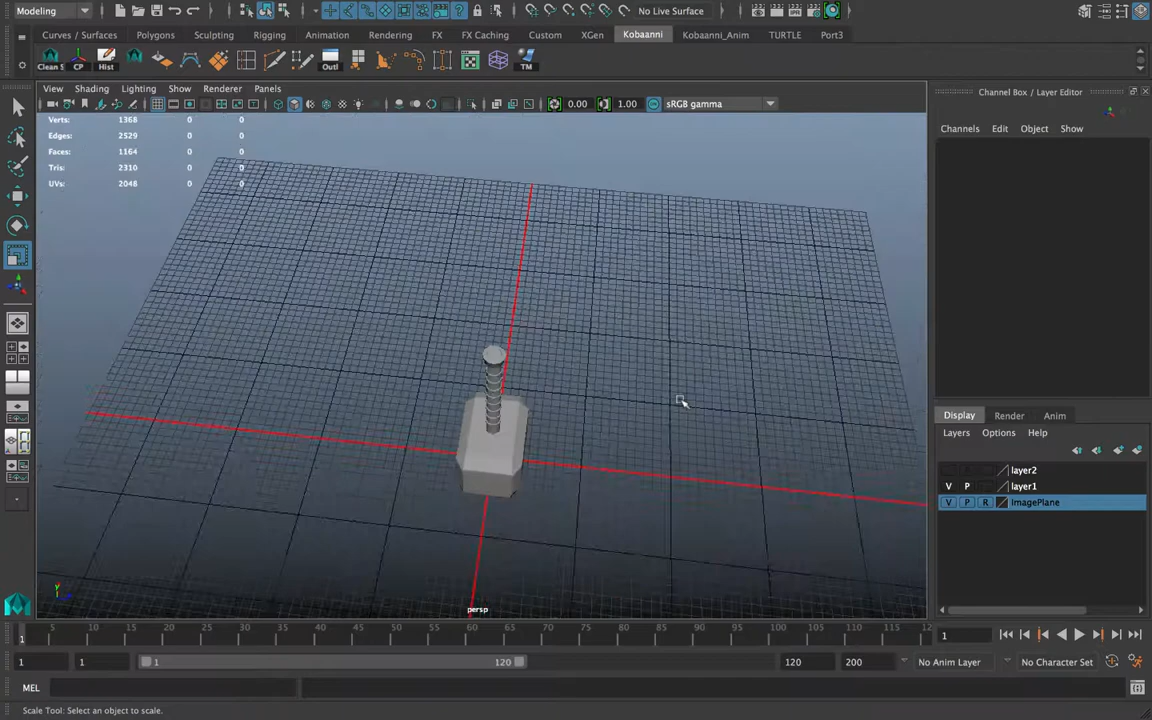 Modeling
No Live Surface
Curves / Surfaces Polygons Sculpting Rigging Animation Rendering FX FX Caching Custom XGen Kobaanni Kobaanni_Anim TURTLE Port3
Clean S CP Hist Outl TM
View Shading Lighting Show Renderer Panels
0.00 1.00 sRGB gamma
Verts: 1368 0 0
Edges: 2529 0 0
Faces: 1164 0 0
Tris: 2310 0 0
UVs: 2048 0 0
persp
Channel Box / Layer Editor
Channels Edit Object Show
Display Render Anim
Layers Options Help
layer2
V P layer1
V P R ImagePlane
5 10 15 20 25 30 35 40 45 50 55 60 65 70 75 80 85 90 95 100 105 110 115 12
1
1
1 1 1 120 120 200 No Anim Layer No Character Set
MEL
Scale Tool: Select an object to scale.